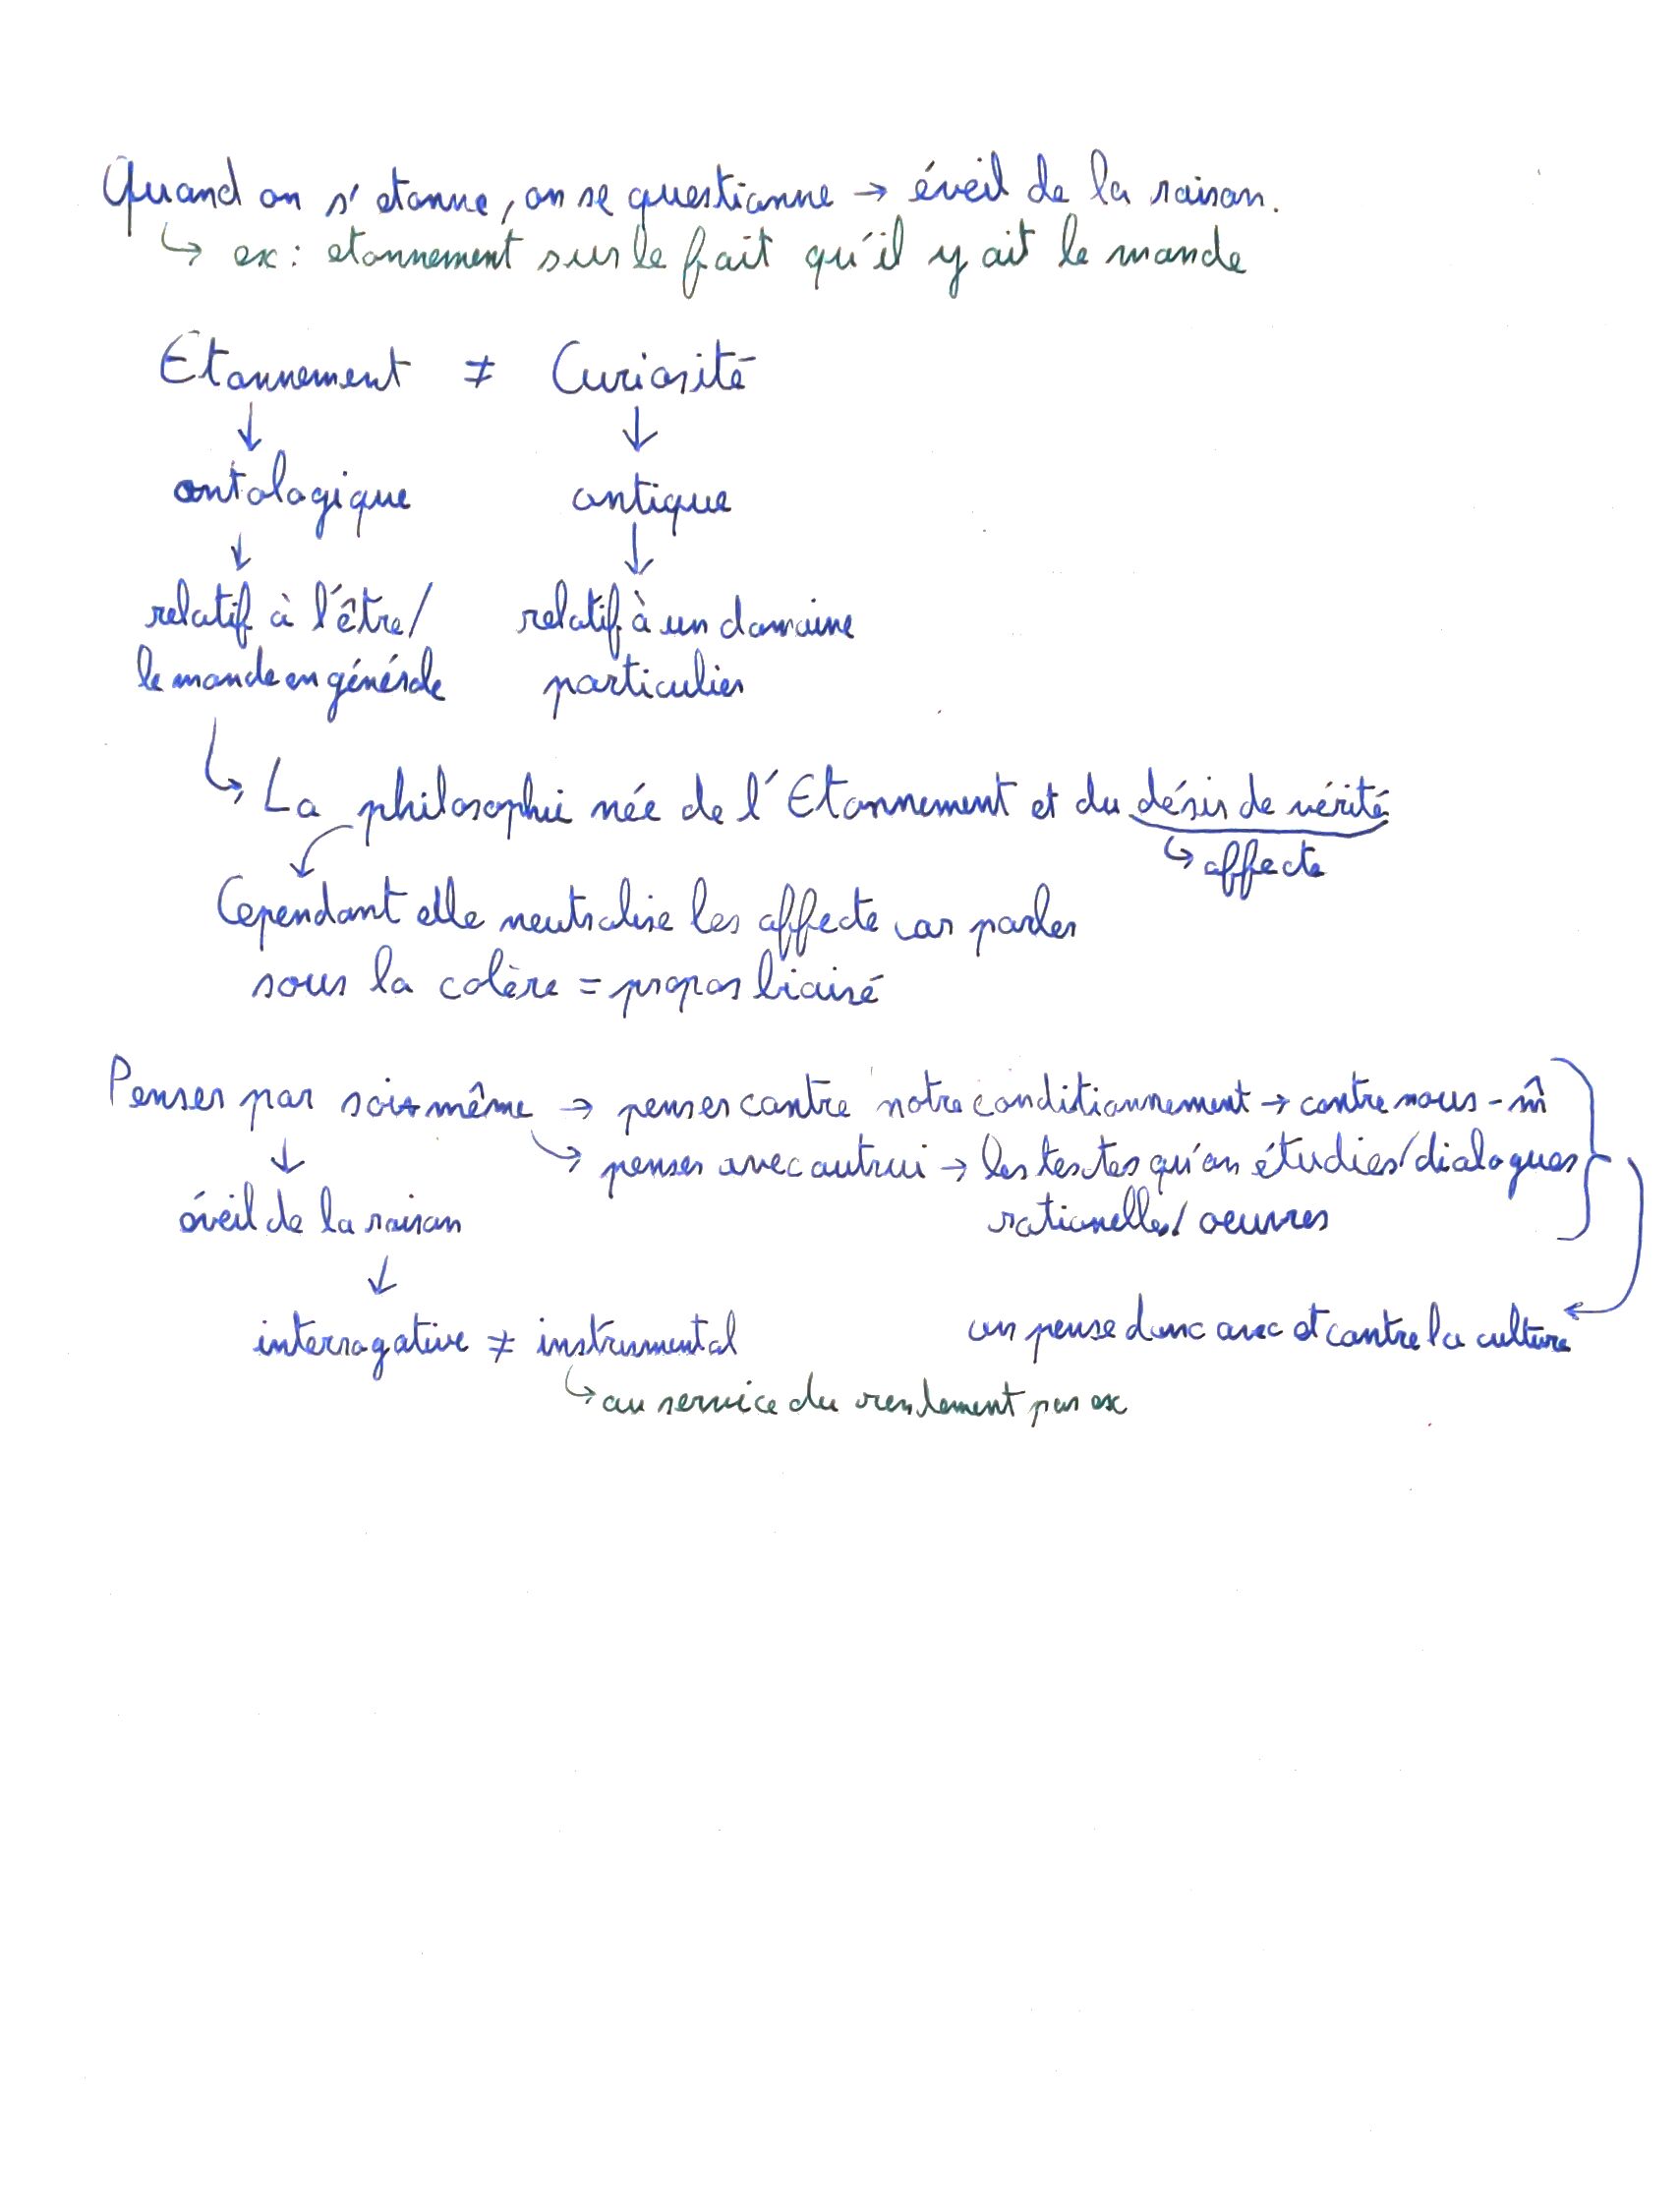 Quand on s'etonne, on se questionne → éveil de la raison.
↳ ex : etonnement sur le fait qu'il y ait le monde
Etonnement ≠ Curiosité
↓ ↓
ontologique ontique
↓ ↓
relatif à l'être/ relatif à un domaine
le monde en générale particulier
↳ La philosophie née de l'Etonnement et du désir de vérité
↳ affecte
Cependant elle neutralise les affecte car parler
sous la colère = propos biaisé
Penser par soi-même → penser contre notre conditionnement → contre nous-m̂
↓ ↳ penser avec autrui → les textes qu'on étudies/dialogues
éveil de la raison rationelles/oeuvres
↓
interrogative ≠ instrumental on pense donc avec et contre la culture
↳ au service du rendement par ex